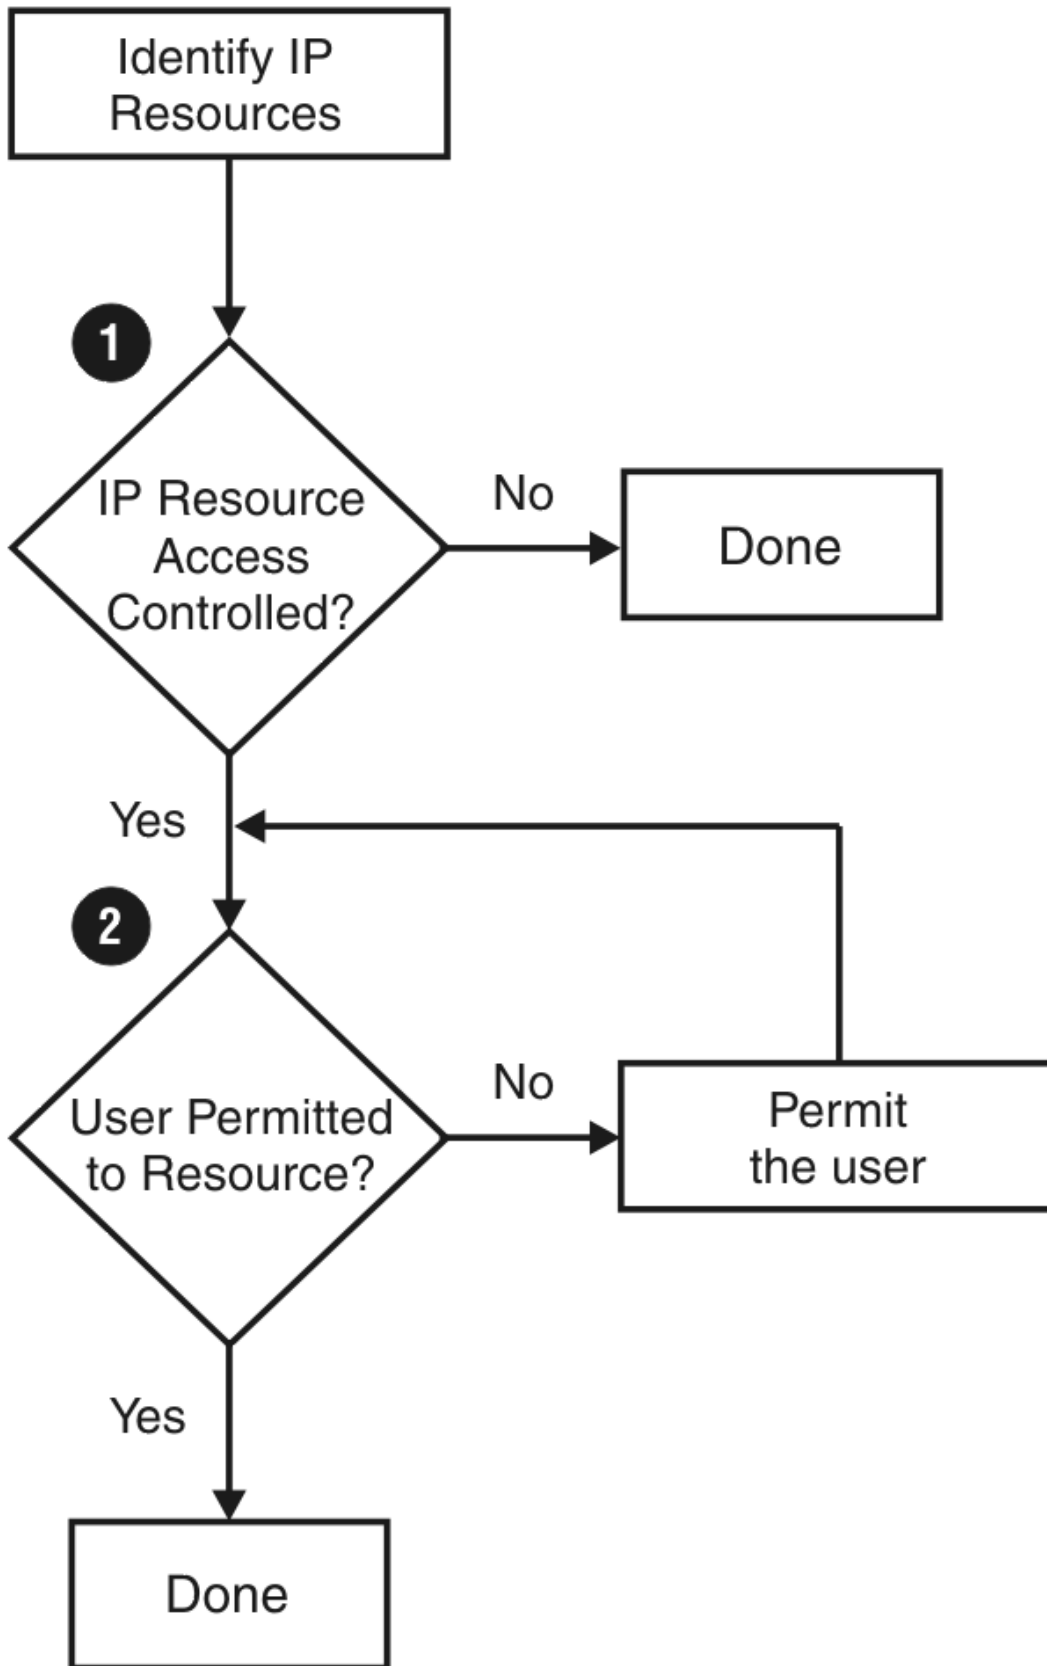 Identify IP
Resources
1
IP Resource
Access
Controlled?
No
Done
Yes
2
User Permitted
to Resource?
No
Permit
the user
Yes
Done